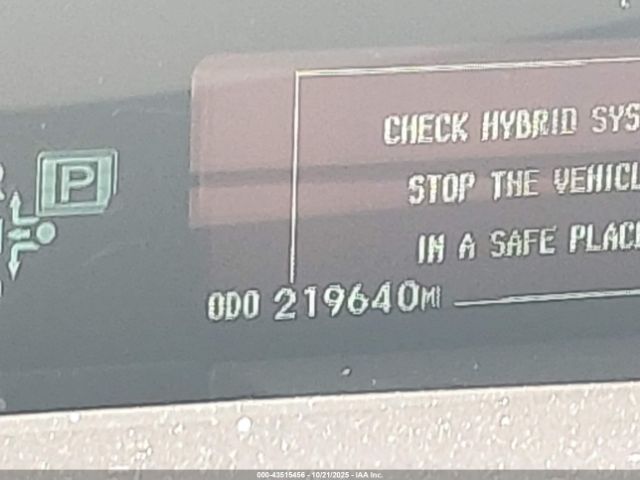 CHECK HYBRID SYS
STOP THE VEHICL
IN A SAFE PLAC
P
ODO 219640MI
000-43515456 - 10/21/2025 - IAA Inc.